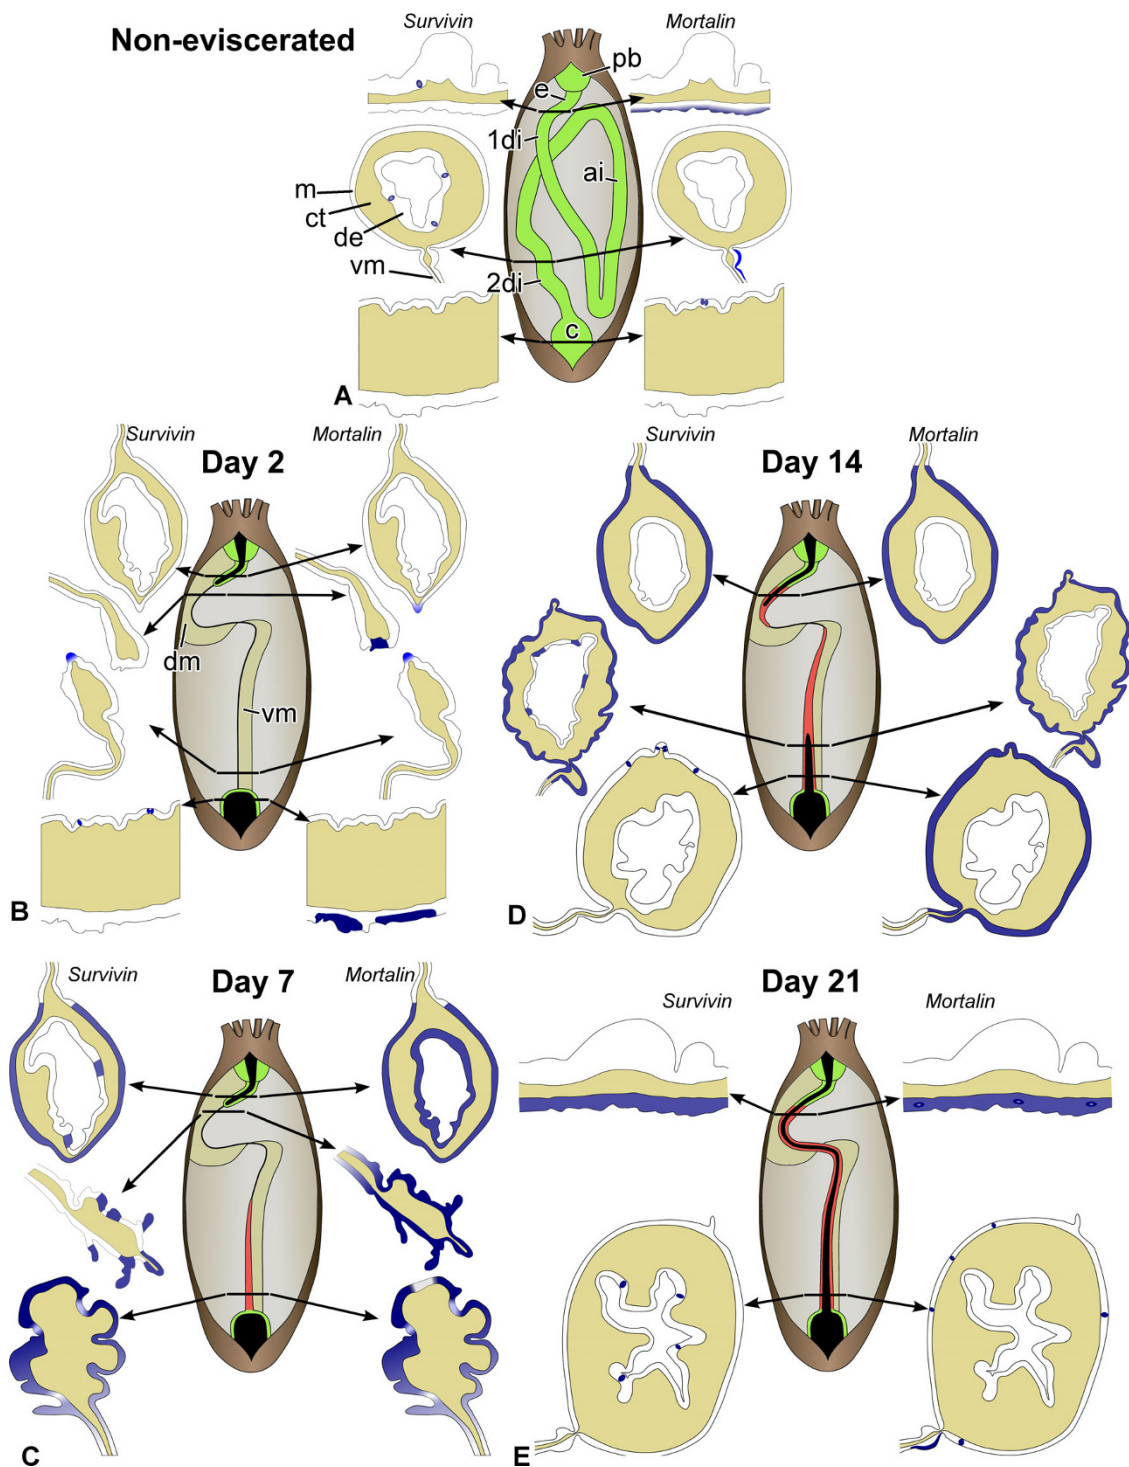 Non-eviscerated
Survivin
Mortalin
pb
e
1di
ai
m
ct
de
vm
2di
c
A
Survivin
Mortalin
Day 2
dm
vm
B
Survivin
Mortalin
Day 14
D
Survivin
Day 7
Mortalin
C
Survivin
Day 21
Mortalin
E